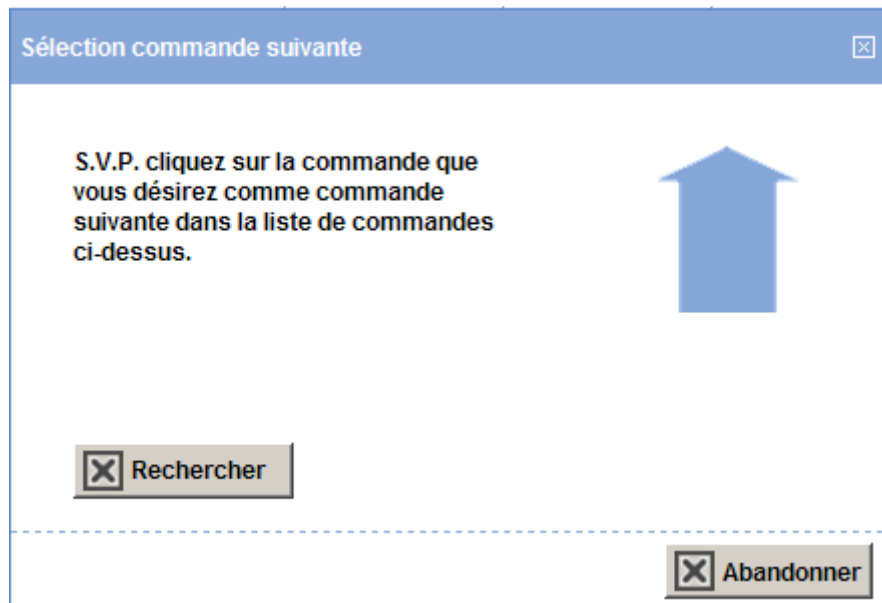 Sélection commande suivante
S.V.P. cliquez sur la commande que
vous désirez comme commande
suivante dans la liste de commandes
ci-dessus.
Rechercher
Abandonner